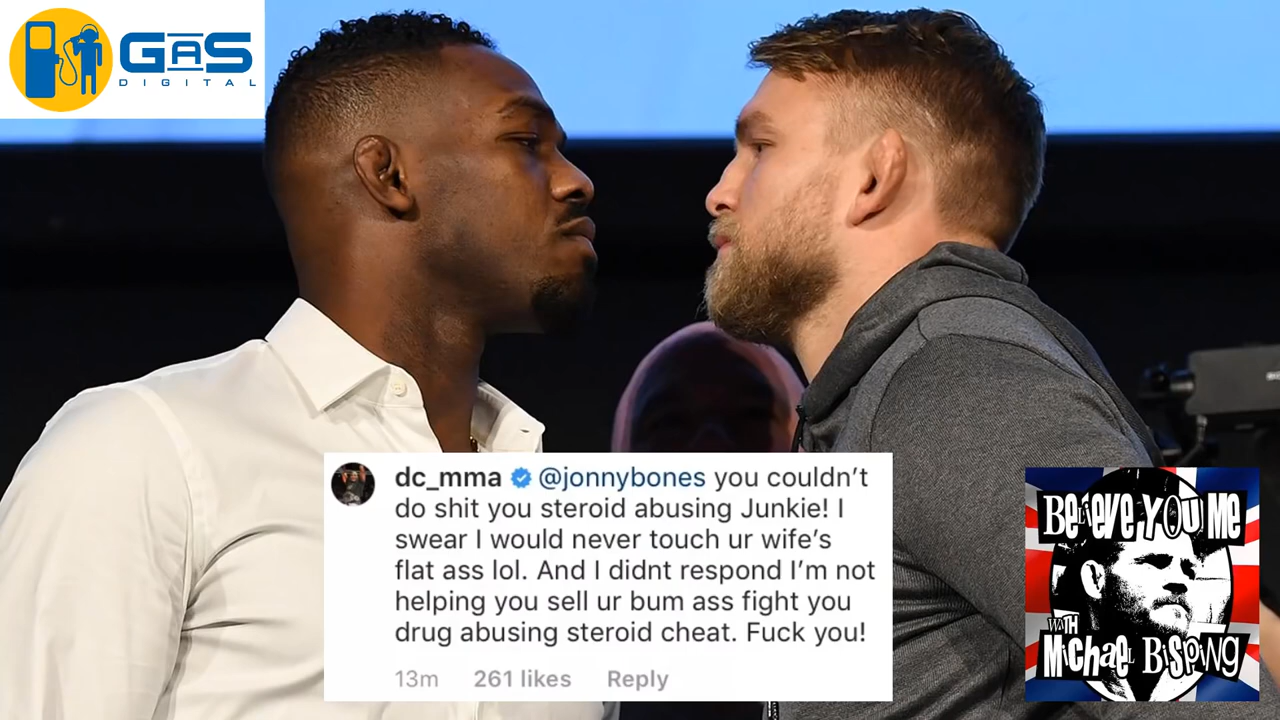 GaS
DIGITAL
dc_mma @jonnybones you couldn't
do shit you steroid abusing Junkie! I
swear I would never touch ur wife's
flat ass lol. And I didnt respond I'm not
helping you sell ur bum ass fight you
drug abusing steroid cheat. Fuck you!
13m 261 likes Reply
BeLieve YOU Me
WiTH
MichaeL BiSpiNG